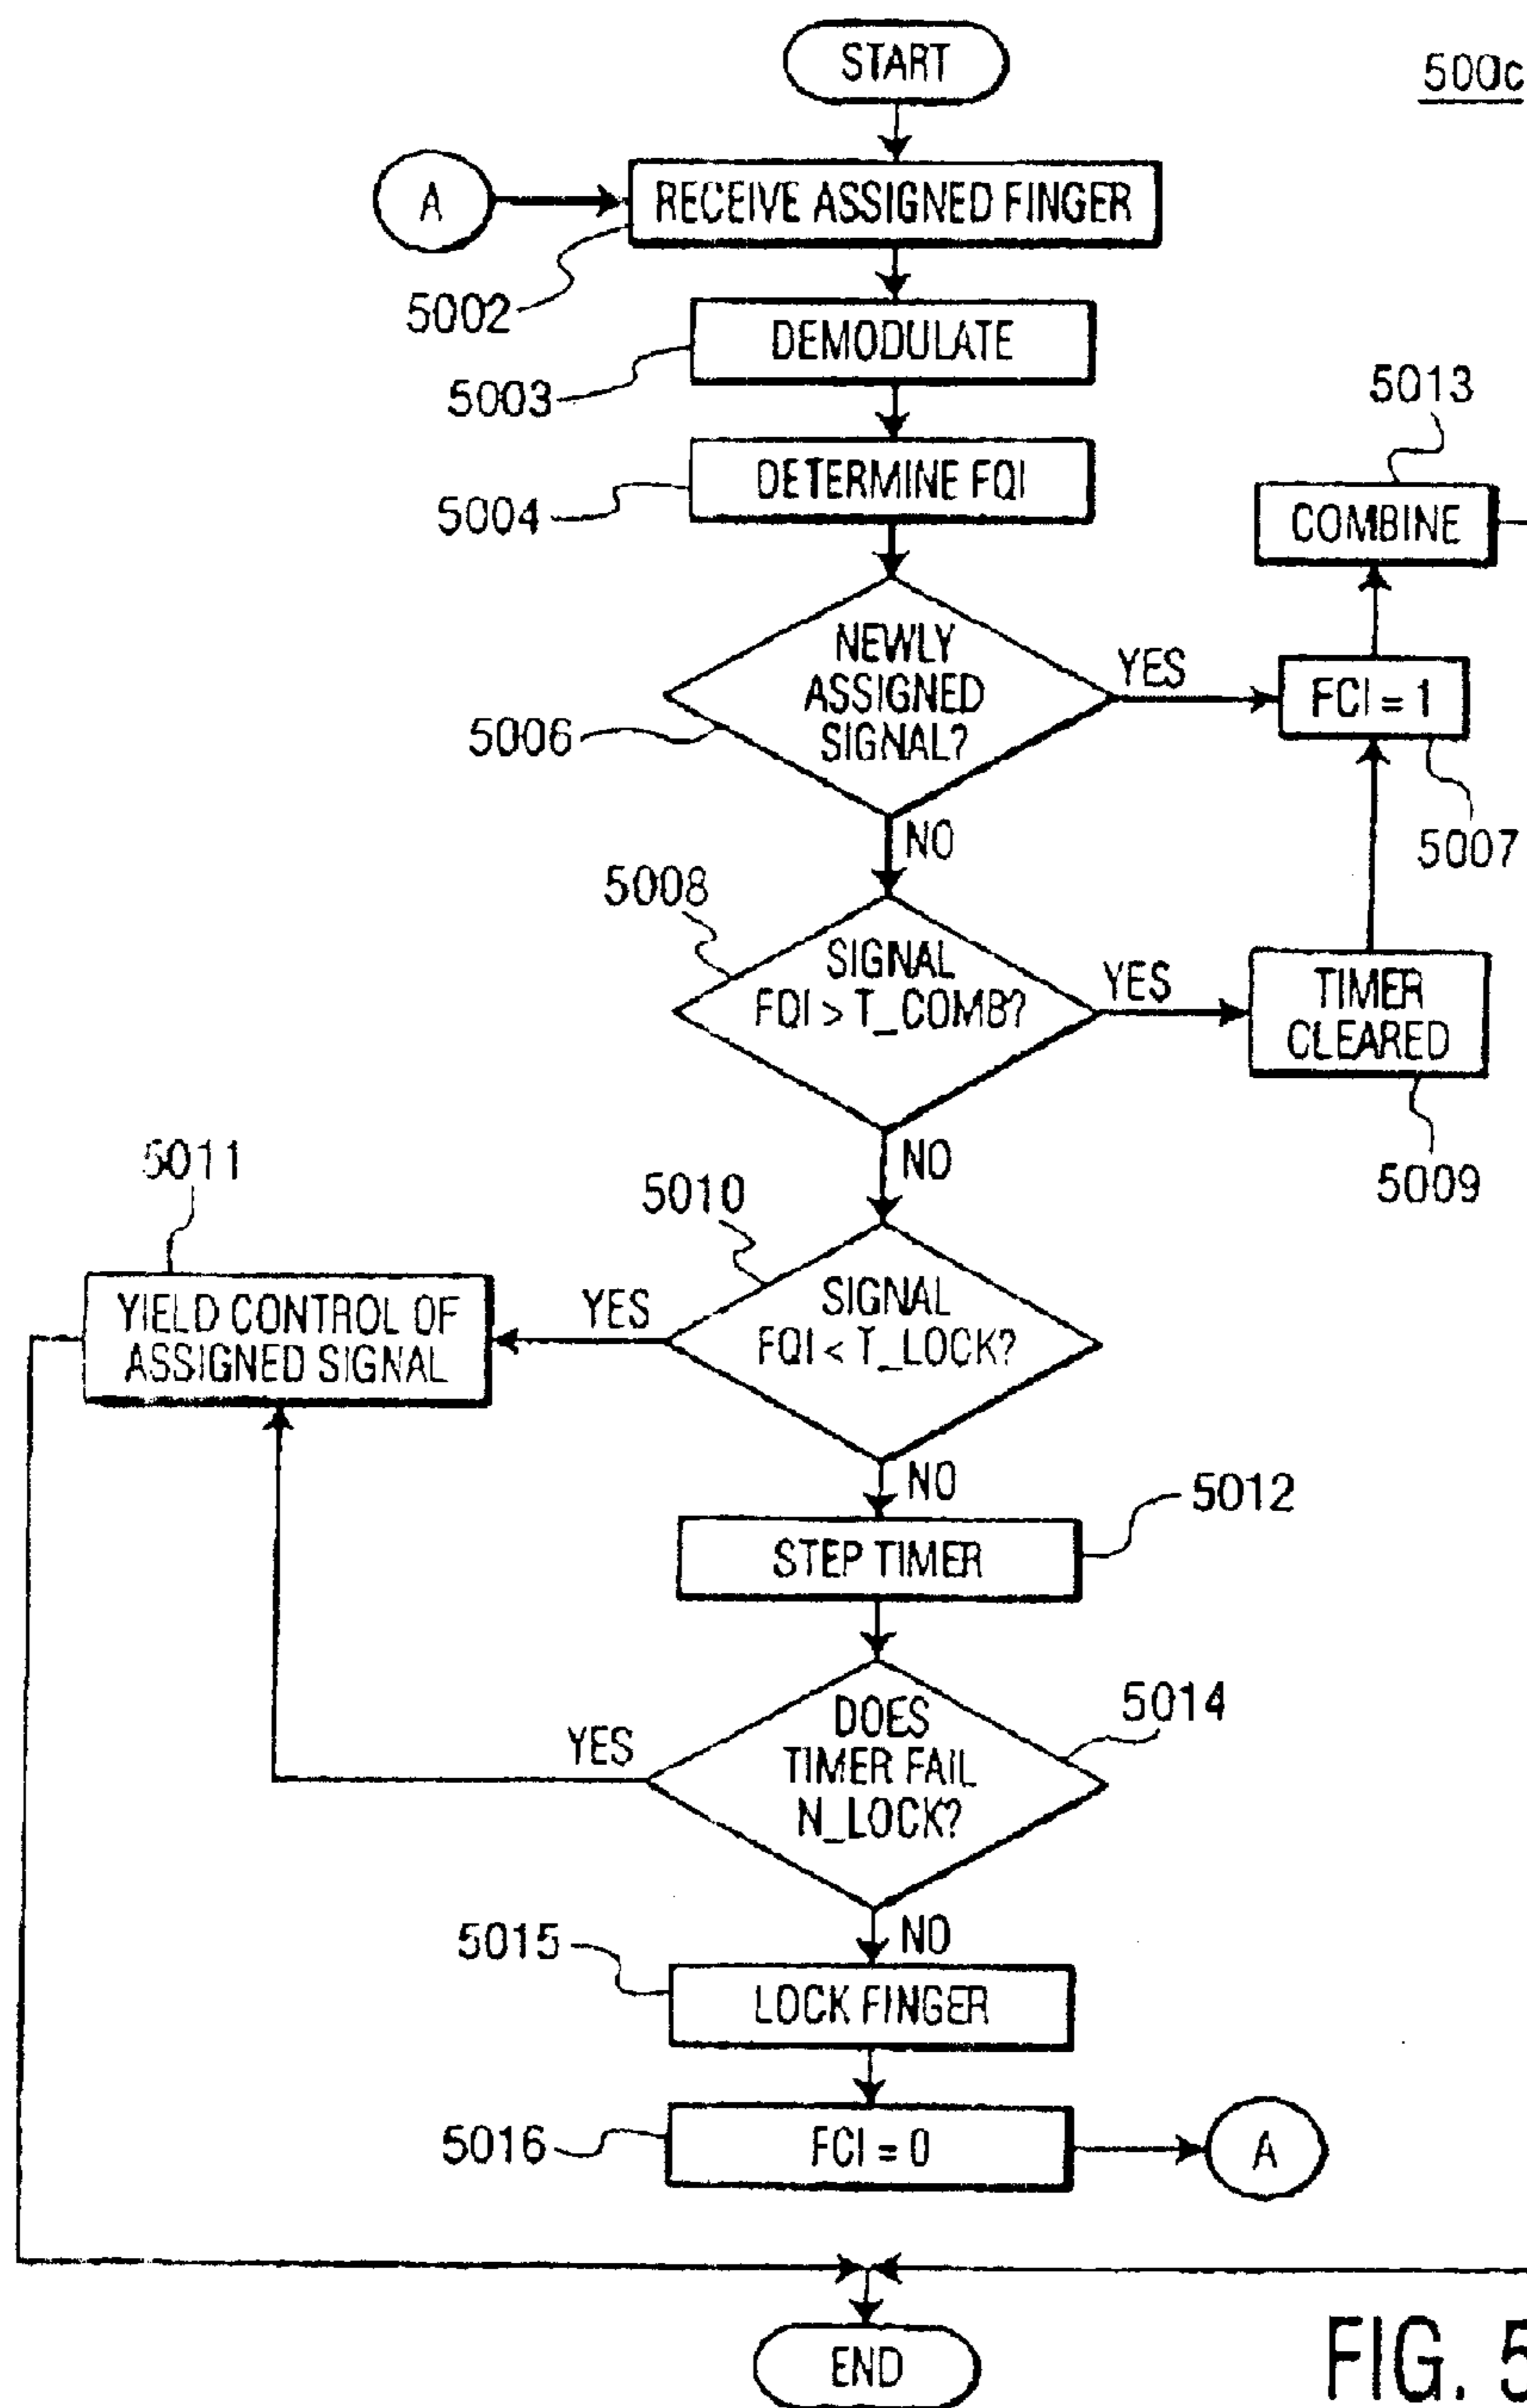 START
500c
A
RECEIVE ASSIGNED FINGER
5002
DEMODULATE
5003
5013
DETERMINE FQI
5004
COMBINE
NEWLY
ASSIGNED
SIGNAL?
YES
FCI = 1
5006
5007
NO
5008
SIGNAL
FQI > T_COMB?
YES
TIMER
CLEARED
5009
NO
5011
5010
YIELD CONTROL OF
ASSIGNED SIGNAL
YES
SIGNAL
FQI < T_LOCK?
NO
5012
STEP TIMER
5014
YES
DOES
TIMER FAIL
N_LOCK?
NO
5015
LOCK FINGER
5016
FCI = 0
A
END
FIG. 5